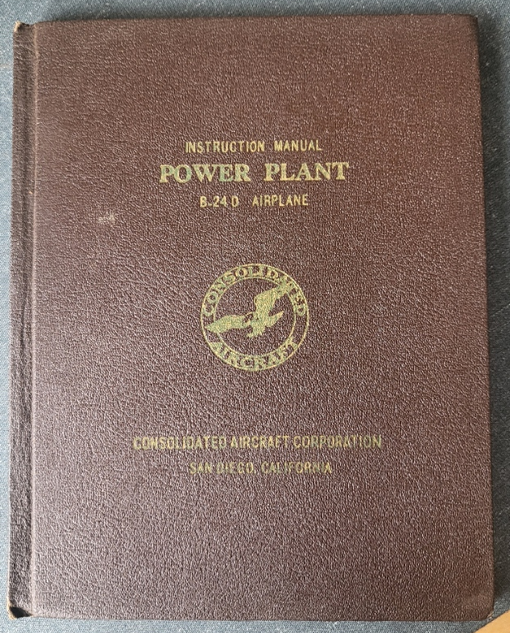 INSTRUCTION MANUAL
POWER PLANT
B-24 D AIRPLANE
CONSOLIDATED
AIRCRAFT
CONSOLIDATED AIRCRAFT CORPORATION
SAN DIEGO, CALIFORNIA